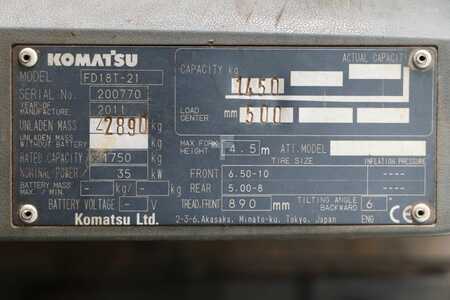 KOMATSU
MODEL FD18T-21
SERIAL No. 200770
YEAR OF MANUFACTURE 2011
UNLADEN MASS 2890 kg
UNLADEN MASS WITHOUT BATTERY kg
RATED CAPACITY 1750 kg
NOMINAL POWER 35 kW
BATTERY MASS MAX./MIN. - kg/ - kg
BATTERY VOLTAGE - V
Komatsu Ltd.
ACTUAL CAPACITY
CAPACITY kg 1450
LOAD CENTER mm 500
MAX FORK HEIGHT 4.5 m ATT. MODEL
TIRE SIZE INFLATION PRESSURE
FRONT 6.50-10
REAR 5.00-8
TREAD.FRONT 890 mm TILTING ANGLE BACKWARD 6°
2-3-6, Akasaka, Minato-ku, Tokyo, Japan ENG